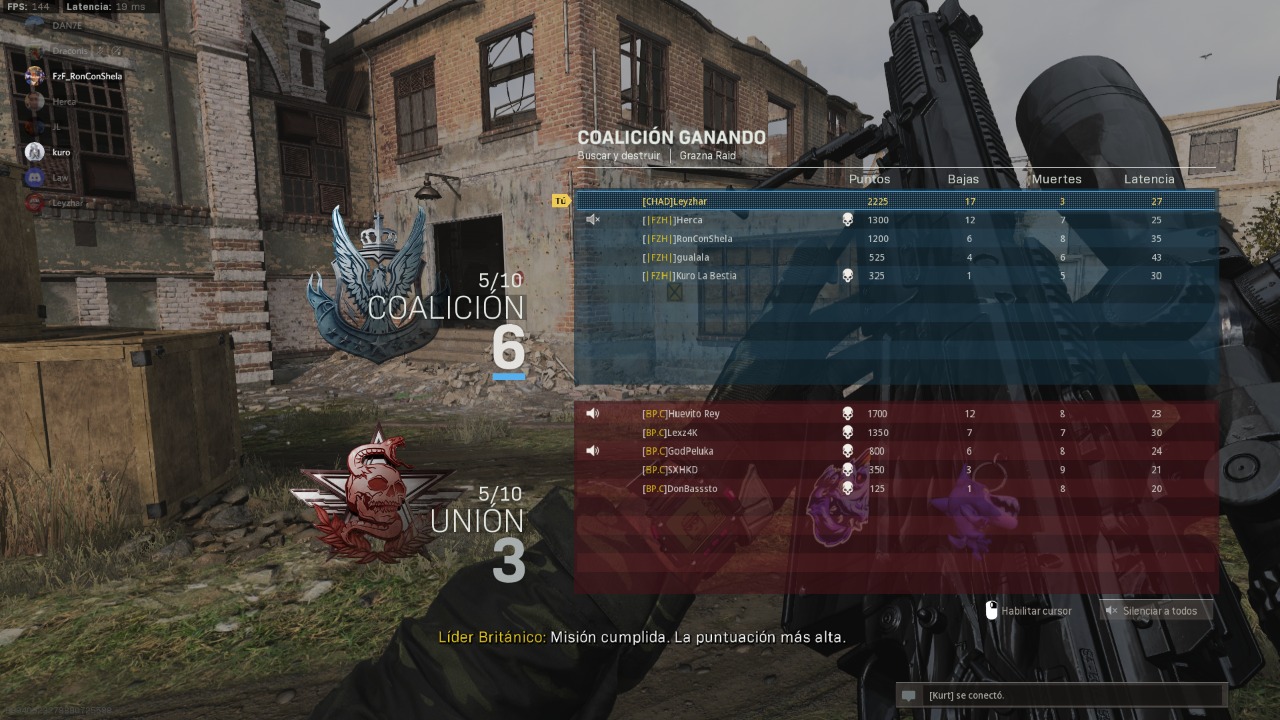 FPS: 144 Latencia: 19 ms
DAN7E
Draconis
FzF_RonConShela
Herca
JL
kuro
Law
Leyzhar
COALICIÓN GANANDO
Buscar y destruir | Grazna Raid
Puntos Bajas Muertes Latencia
TÚ [CHAD]Leyzhar 2225 17 3 27
[|FZH|]Herca 1300 12 7 25
[|FZH|]RonConShela 1200 6 8 35
[|FZH|]gualala 525 4 6 43
[|FZH|]Kuro La Bestia 325 1 5 30
5/10
COALICIÓN
6
[BP.C]Huevito Rey 1700 12 8 23
[BP.C]Lexz4K 1350 7 7 30
[BP.C]GodPeluka 800 6 8 24
[BP.C]SXHKD 350 3 9 21
[BP.C]DonBasssto 125 1 8 20
5/10
UNIÓN
3
Habilitar cursor
Silenciar a todos
Líder Británico: Misión cumplida. La puntuación más alta.
[Kurt] se conectó.